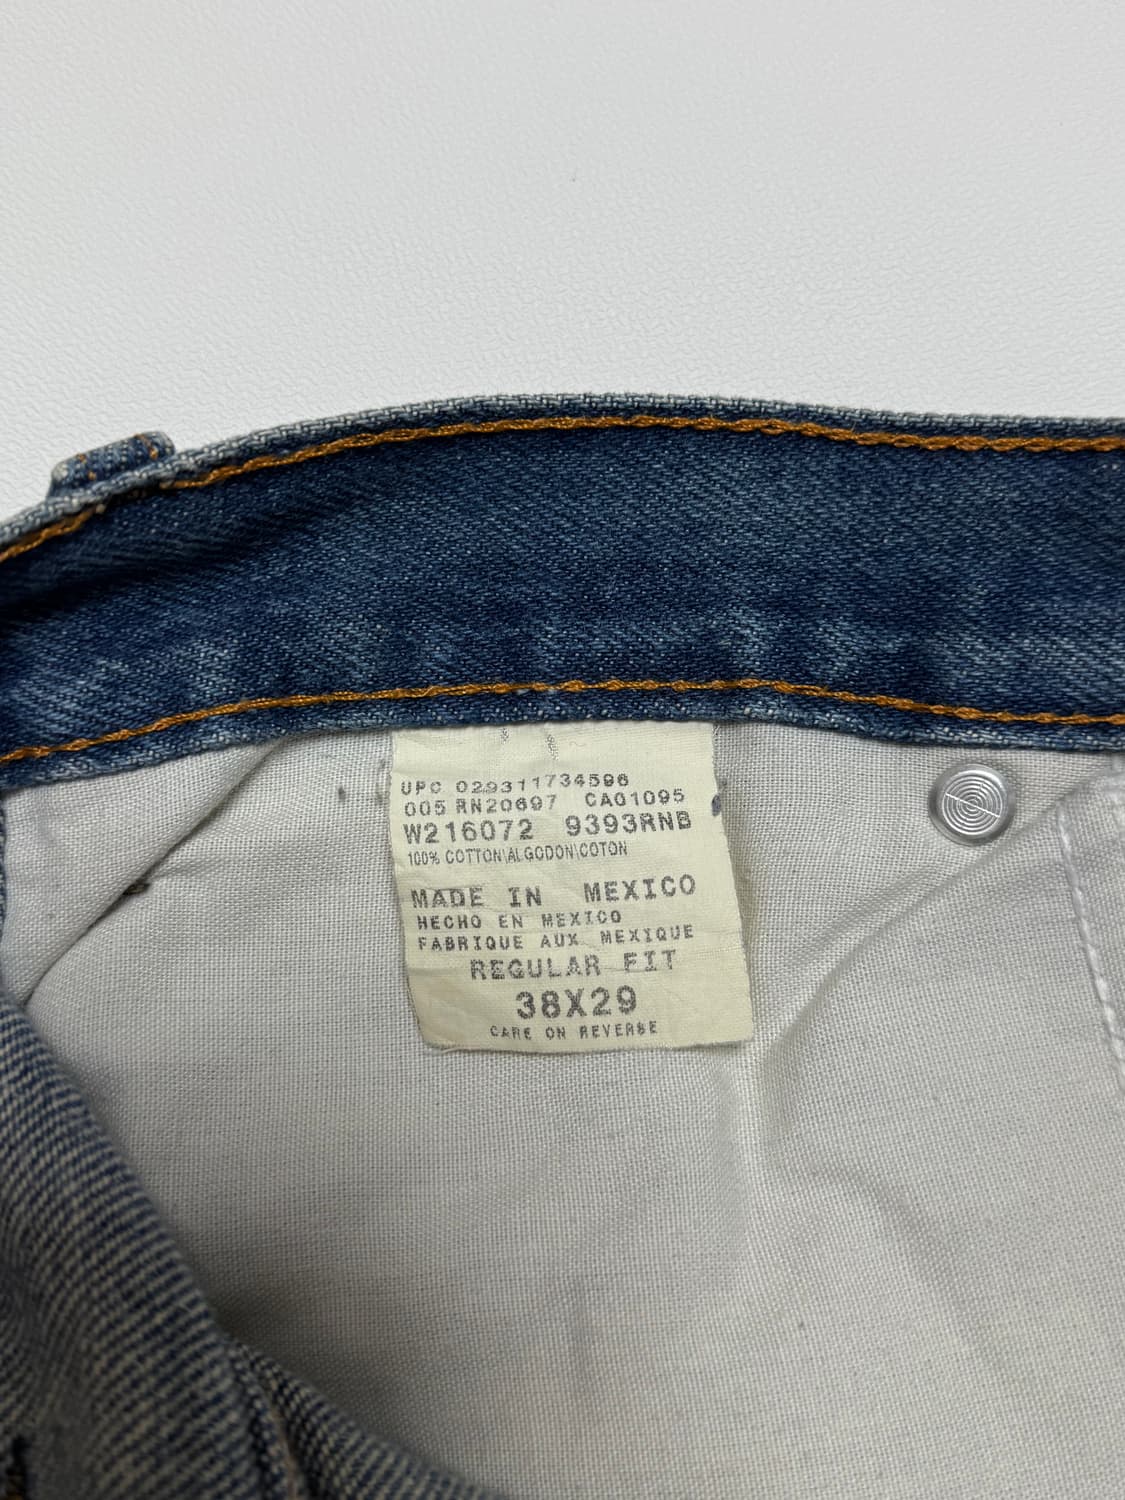 UPC 029311734596
005 RN20697 CA01095
W216072 9393RNB
100% COTTON\ALGODON\COTON
MADE IN MEXICO
HECHO EN MEXICO
FABRIQUE AUX MEXIQUE
REGULAR FIT
38X29
CARE ON REVERSE